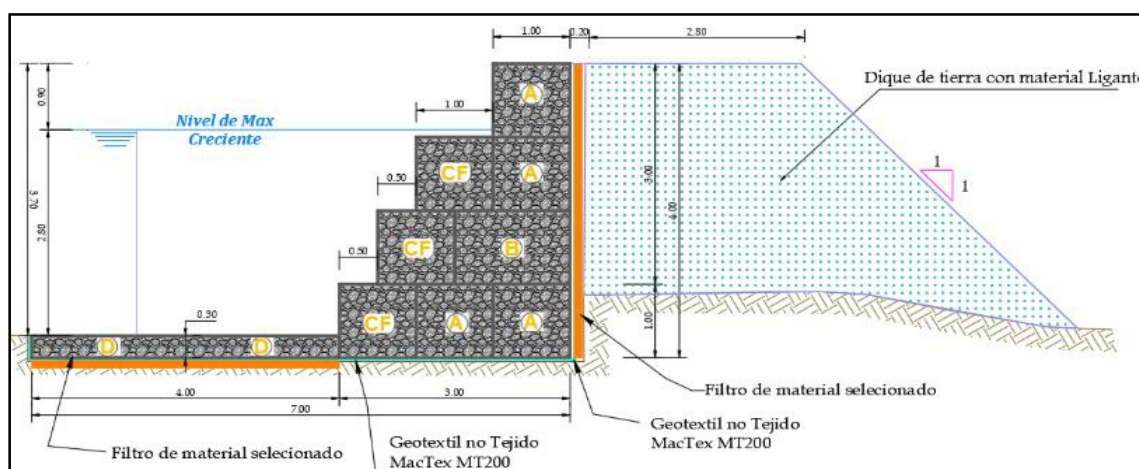 1.00
0.20
2.80
Dique de tierra con material Ligant
A
0.90
1.00
Nivel de Max
Creciente
CF
A
0.50
1
1
3.70
2.80
3.00
4.00
CF
B
0.50
0.30
CF
A
A
1.00
D
D
4.00
3.00
7.00
Filtro de material selecionado
Geotextil no Tejido
MacTex MT200
Filtro de material selecionado
Geotextil no Tejido
MacTex MT200